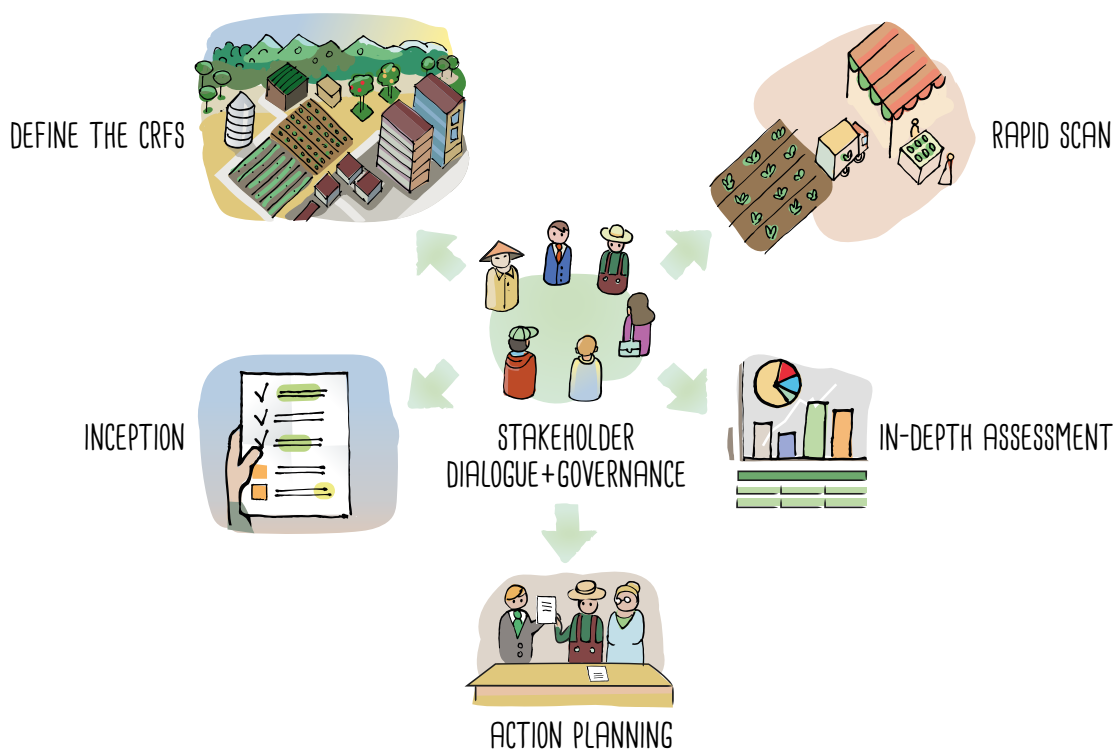 DEFINE THE CRFS
RAPID SCAN
INCEPTION
STAKEHOLDER
DIALOGUE+GOVERNANCE
IN-DEPTH ASSESSMENT
ACTION PLANNING